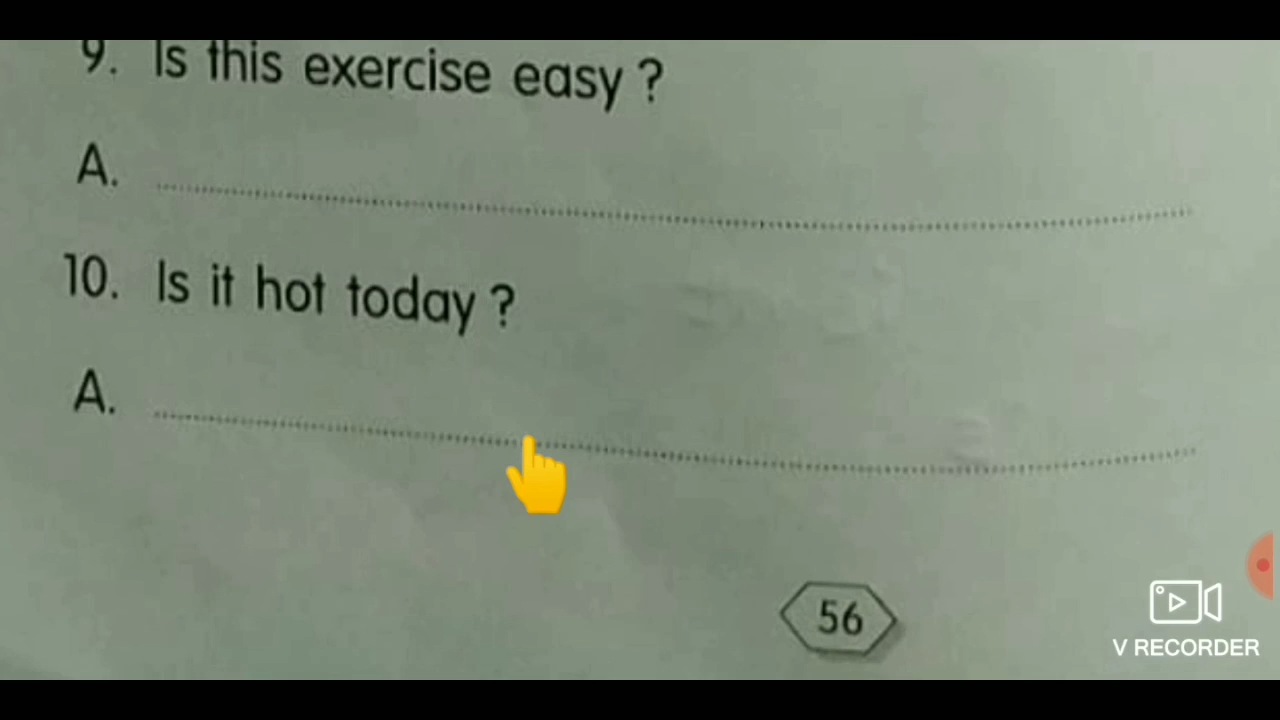 9. Is this exercise easy ?
A.
10. Is it hot today ?
A.
56
V RECORDER